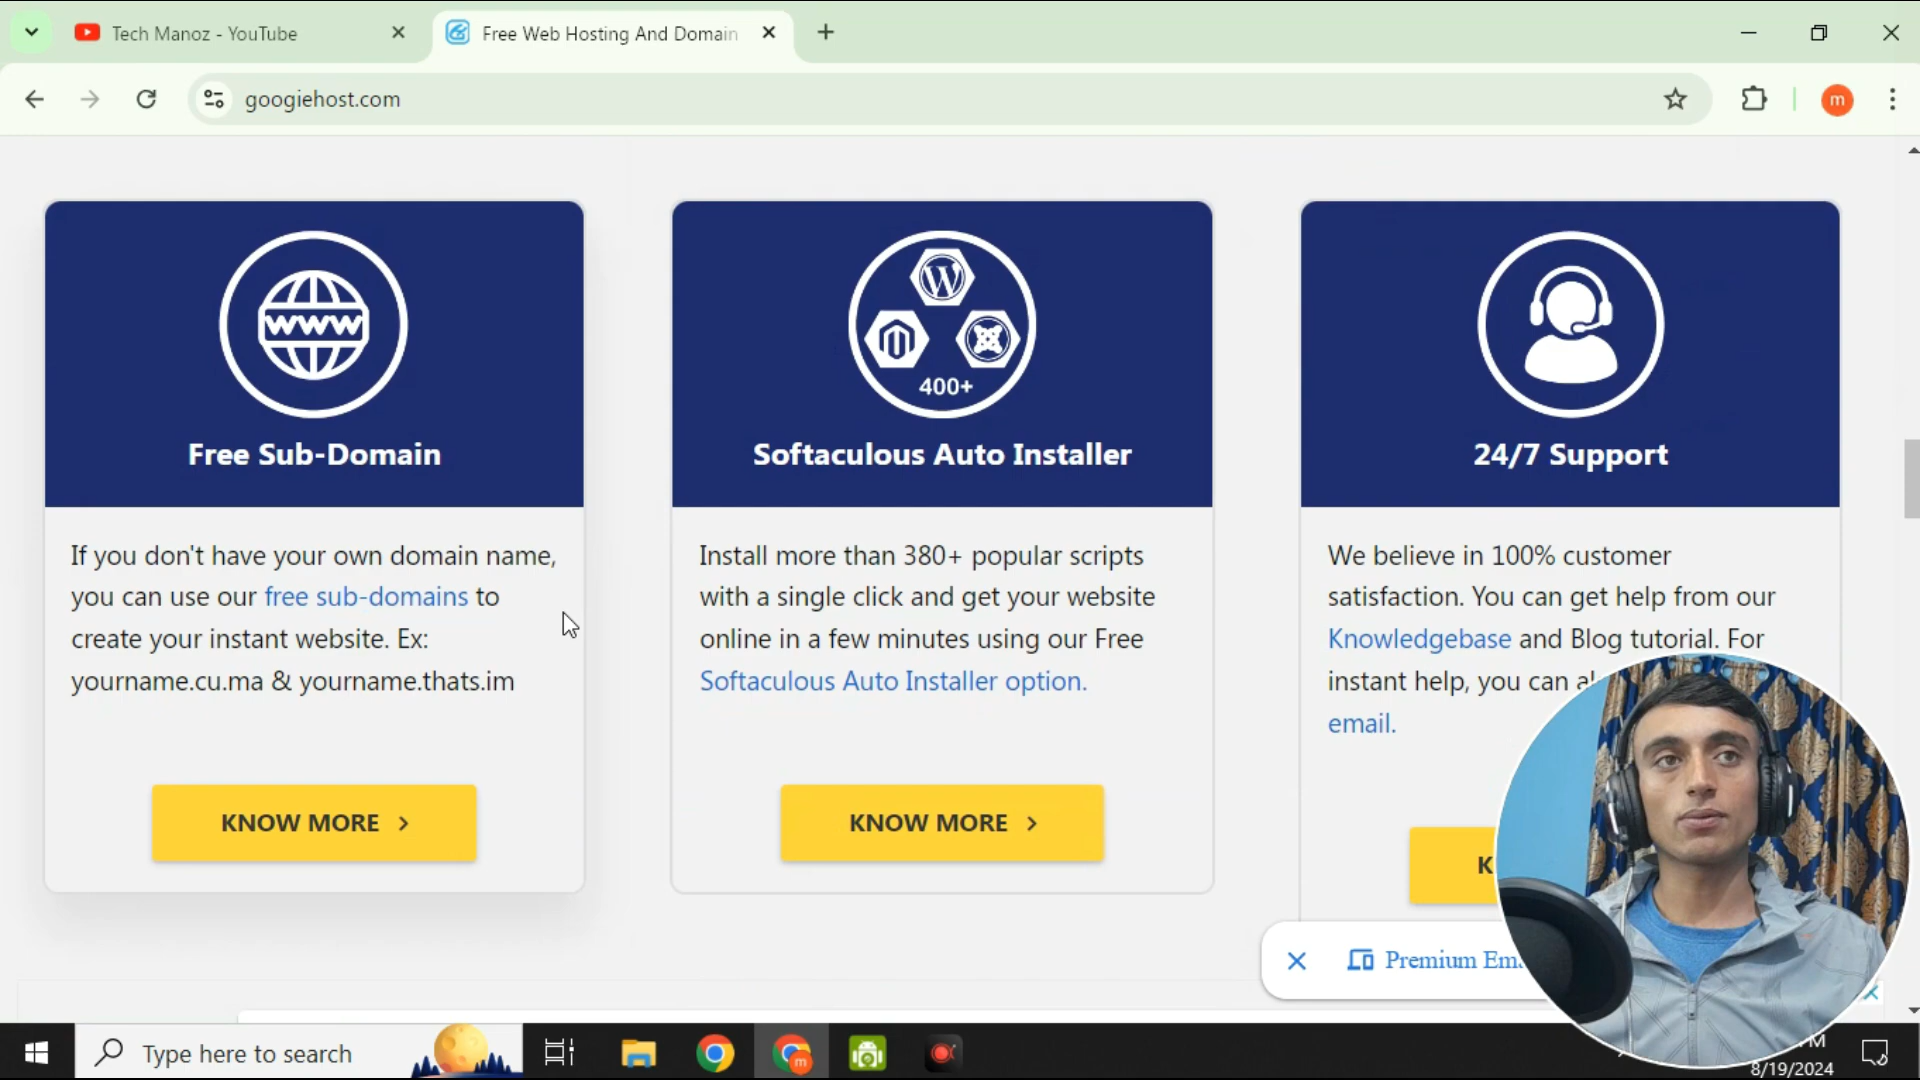 Tech Manoz - YouTube
Free Web Hosting And Domain
googiehost.com
www
400+
Free Sub-Domain
Softaculous Auto Installer
24/7 Support
If you don't have your own domain name,
you can use our free sub-domains to
create your instant website. Ex:
yourname.cu.ma & yourname.thats.im
Install more than 380+ popular scripts
with a single click and get your website
online in a few minutes using our Free
Softaculous Auto Installer option.
We believe in 100% customer
satisfaction. You can get help from our
Knowledgebase and Blog tutorial. For
instant help, you can
email.
KNOW MORE
KNOW MORE
Premium
Type here to search
m
m
8/19/2024